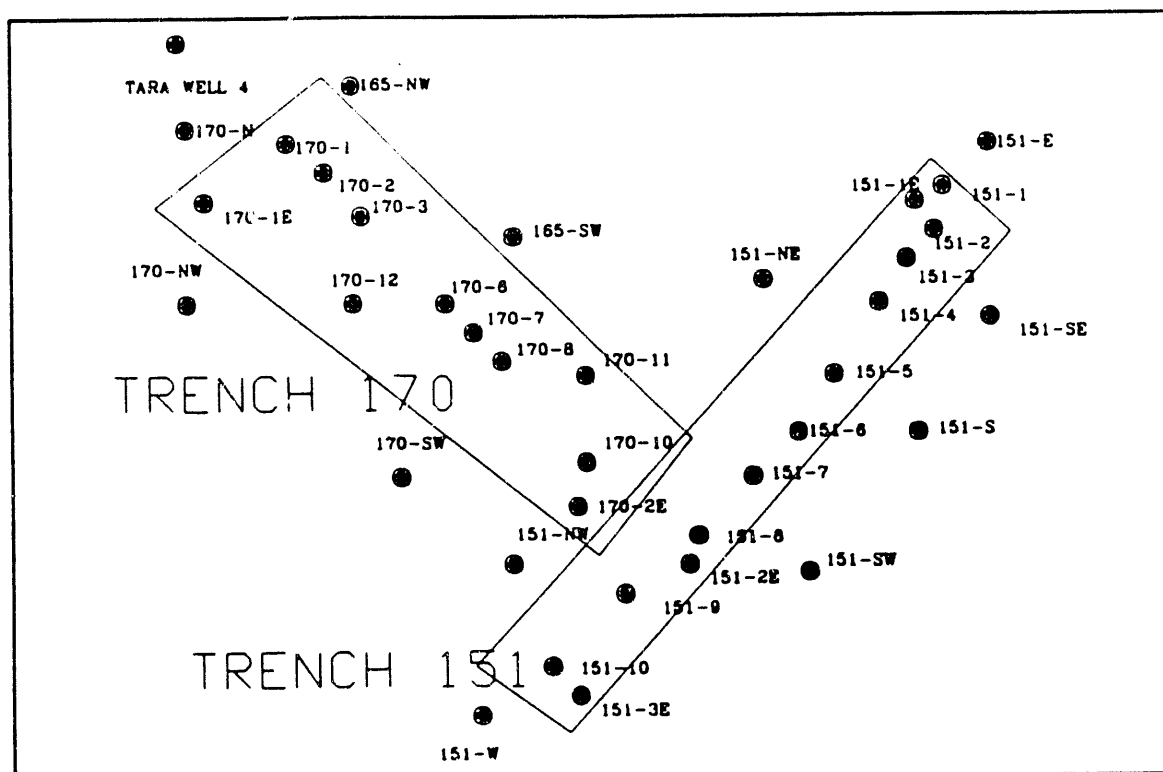 TARA WELL 4
165-NW
170-N
170-1
151-E
170-2
151-1E
151-1
170-3
170-1E
165-SW
151-2
151-NE
151-3
170-NW
170-12
170-6
151-4
151-SE
170-7
170-8
170-11
151-5
TRENCH 170
151-6
151-S
170-SW
170-10
151-7
170-2E
151-NW
151-8
151-SW
151-2E
151-9
TRENCH 151
151-10
151-3E
151-W